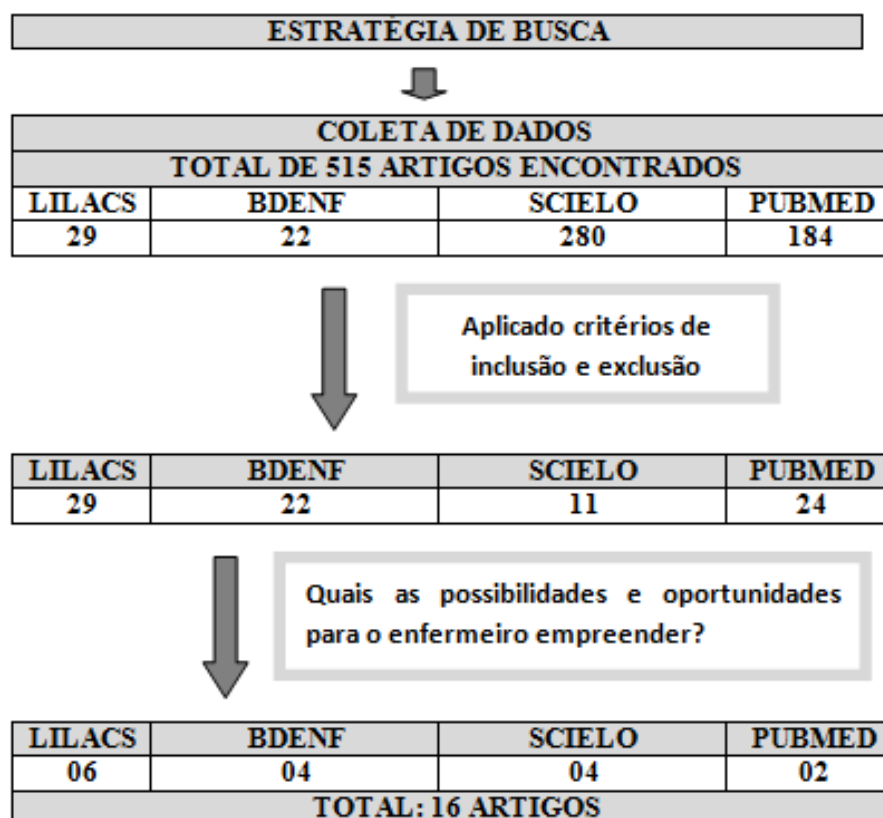 ESTRATÉGIA DE BUSCA
COLETA DE DADOS
TOTAL DE 515 ARTIGOS ENCONTRADOS
LILACS BDENF SCIELO PUBMED
29 22 280 184
Aplicado critérios de
inclusão e exclusão
LILACS BDENF SCIELO PUBMED
29 22 11 24
Quais as possibilidades e oportunidades
para o enfermeiro empreender?
LILACS BDENF SCIELO PUBMED
06 04 04 02
TOTAL: 16 ARTIGOS